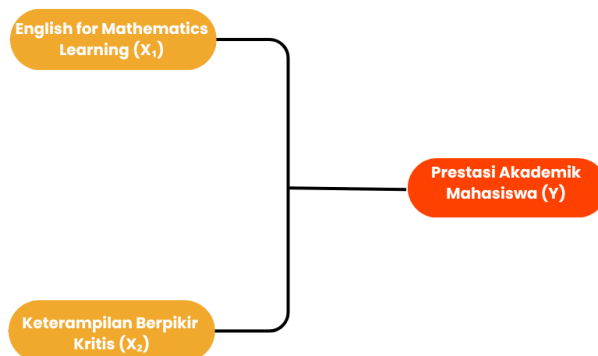 English for Mathematics
Learning (X₁)
Prestasi Akademik
Mahasiswa (Y)
Keterampilan Berpikir
Kritis (X₂)